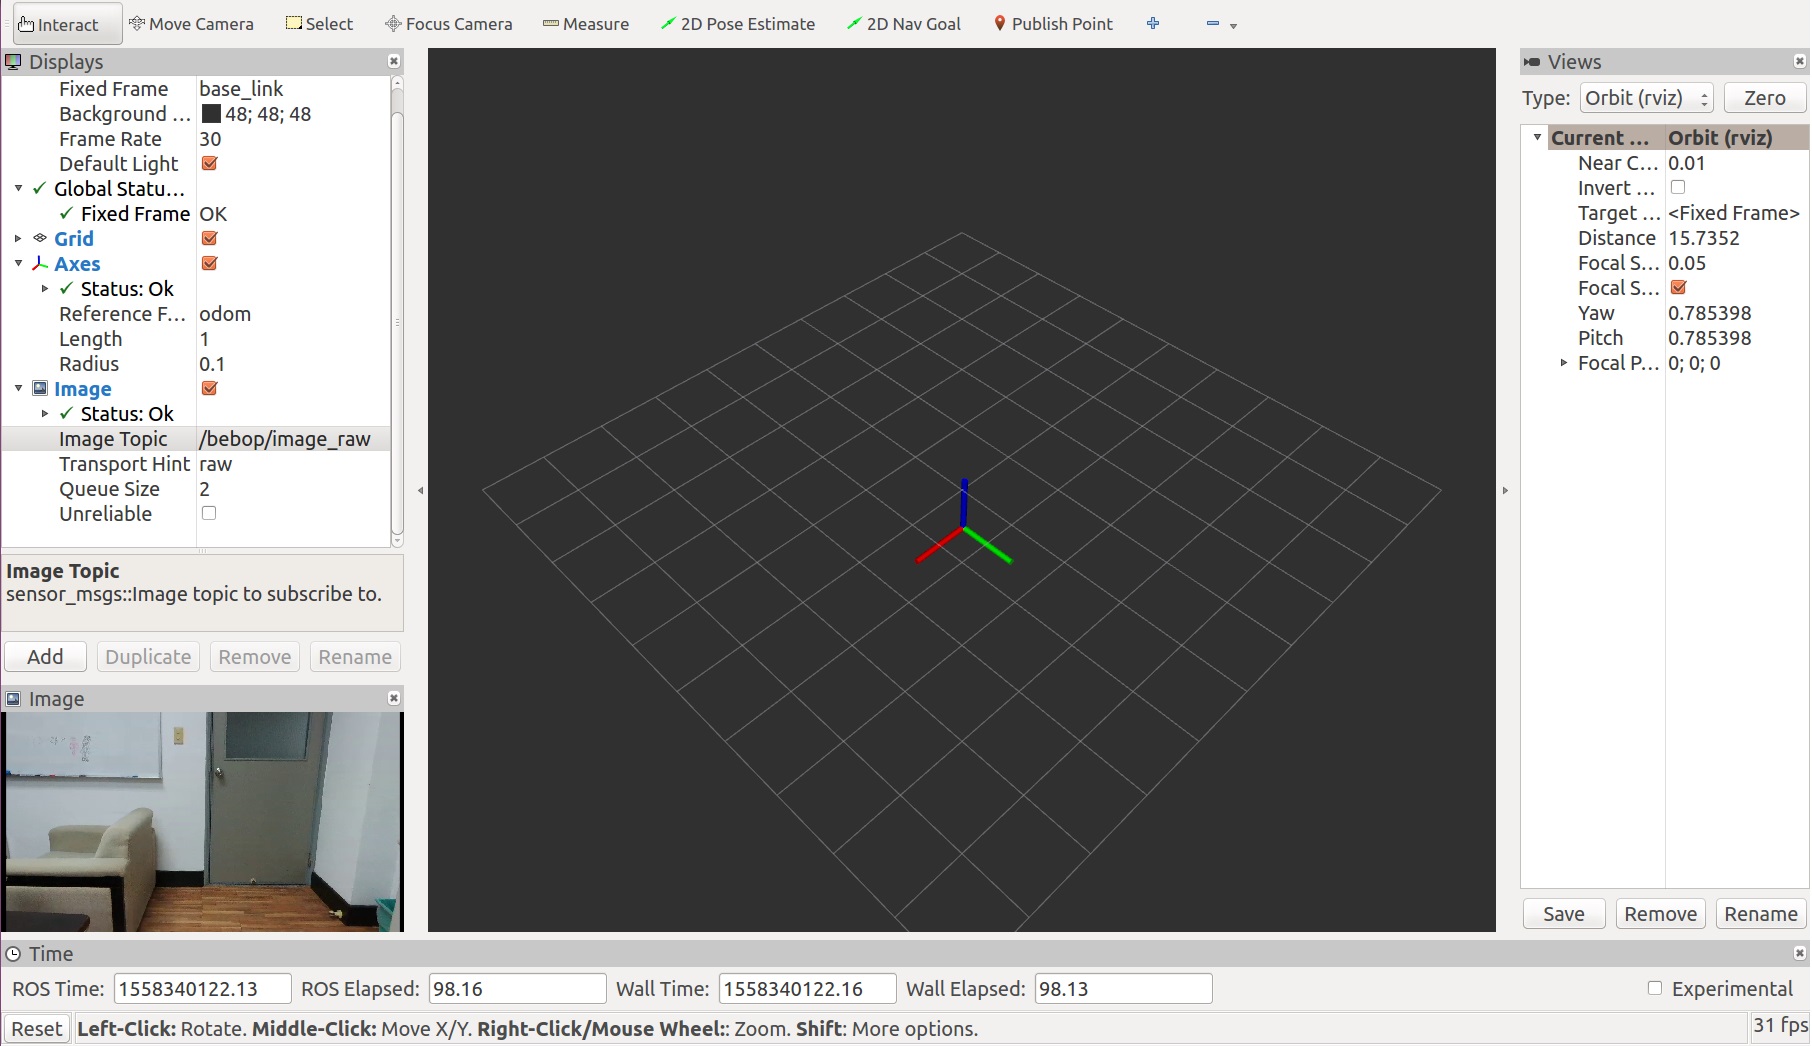 Interact Move Camera Select Focus Camera Measure 2D Pose Estimate 2D Nav Goal Publish Point
Displays
Fixed Frame base_link
Background ... 48; 48; 48
Frame Rate 30
Default Light
Global Statu...
Fixed Frame OK
Grid
Axes
Status: Ok
Reference F... odom
Length 1
Radius 0.1
Image
Status: Ok
Image Topic /bebop/image_raw
Transport Hint raw
Queue Size 2
Unreliable
Image Topic
sensor_msgs::Image topic to subscribe to.
Add Duplicate Remove Rename
Image
Views
Type: Orbit (rviz) Zero
Current ... Orbit (rviz)
Near C... 0.01
Invert ...
Target ... <Fixed Frame>
Distance 15.7352
Focal S... 0.05
Focal S...
Yaw 0.785398
Pitch 0.785398
Focal P... 0; 0; 0
Save Remove Rename
Time
ROS Time: 1558340122.13 ROS Elapsed: 98.16 Wall Time: 1558340122.16 Wall Elapsed: 98.13 Experimental
Reset Left-Click: Rotate. Middle-Click: Move X/Y. Right-Click/Mouse Wheel:: Zoom. Shift: More options. 31 fps